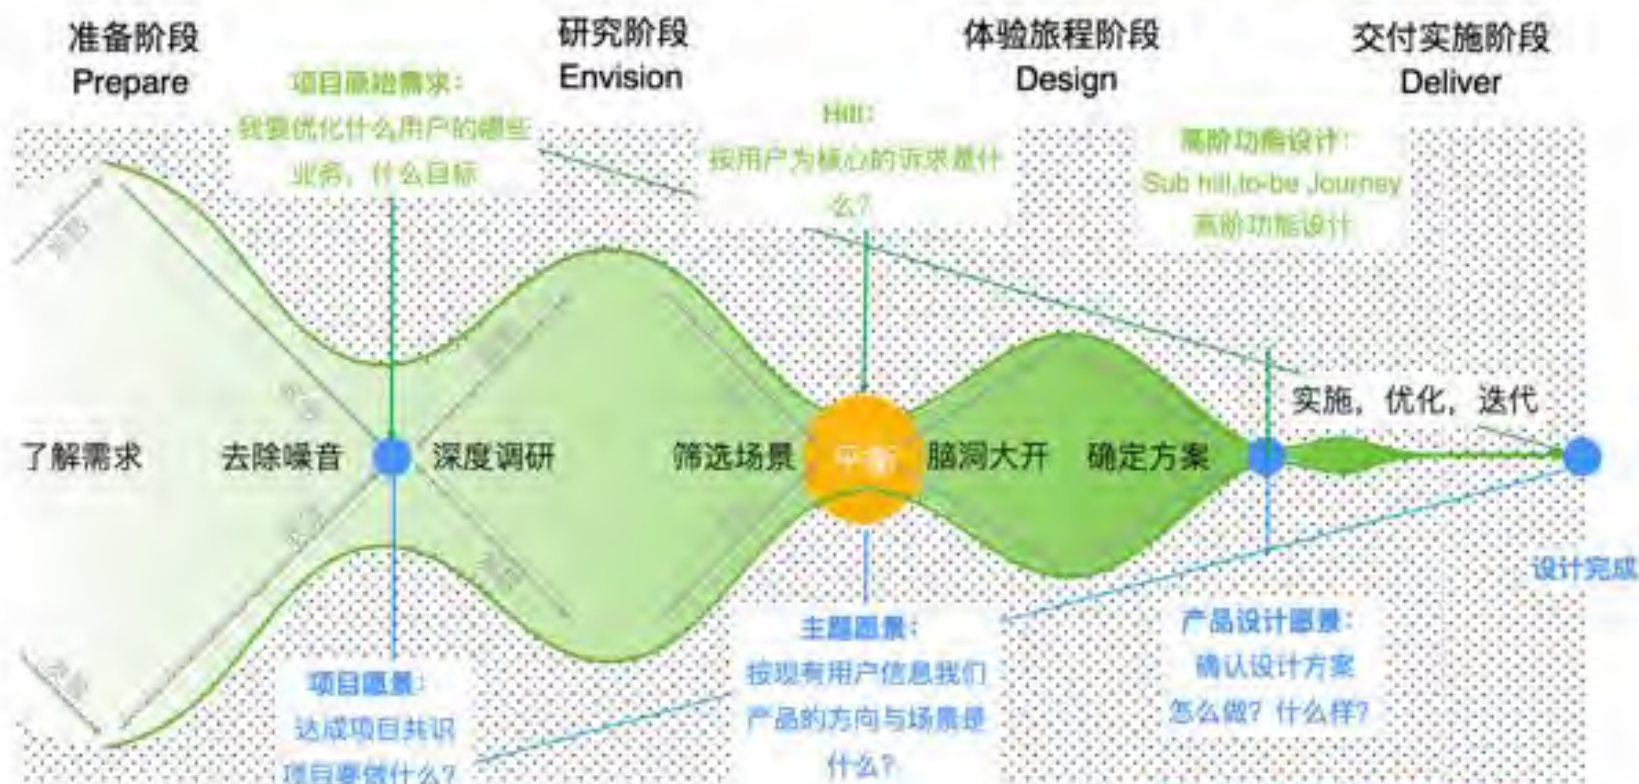 准备阶段
Prepare
研究阶段
Envision
体验旅程阶段
Design
交付实施阶段
Deliver
项目原始需求：
我要优化什么用户的哪些
业务，什么目标
Hill：
按用户为核心的诉求是什
么？
高阶功能设计：
Sub hill,to-be Journey
高阶功能设计
实施，优化，迭代
了解需求
去除噪音
深度调研
筛选场景
平衡
脑洞大开
确定方案
设计完成
项目愿景：
达成项目共识
项目要做什么？
主题愿景：
按现有用户信息我们
产品的方向与场景是
什么？
产品设计愿景：
确认设计方案
怎么做？什么样？